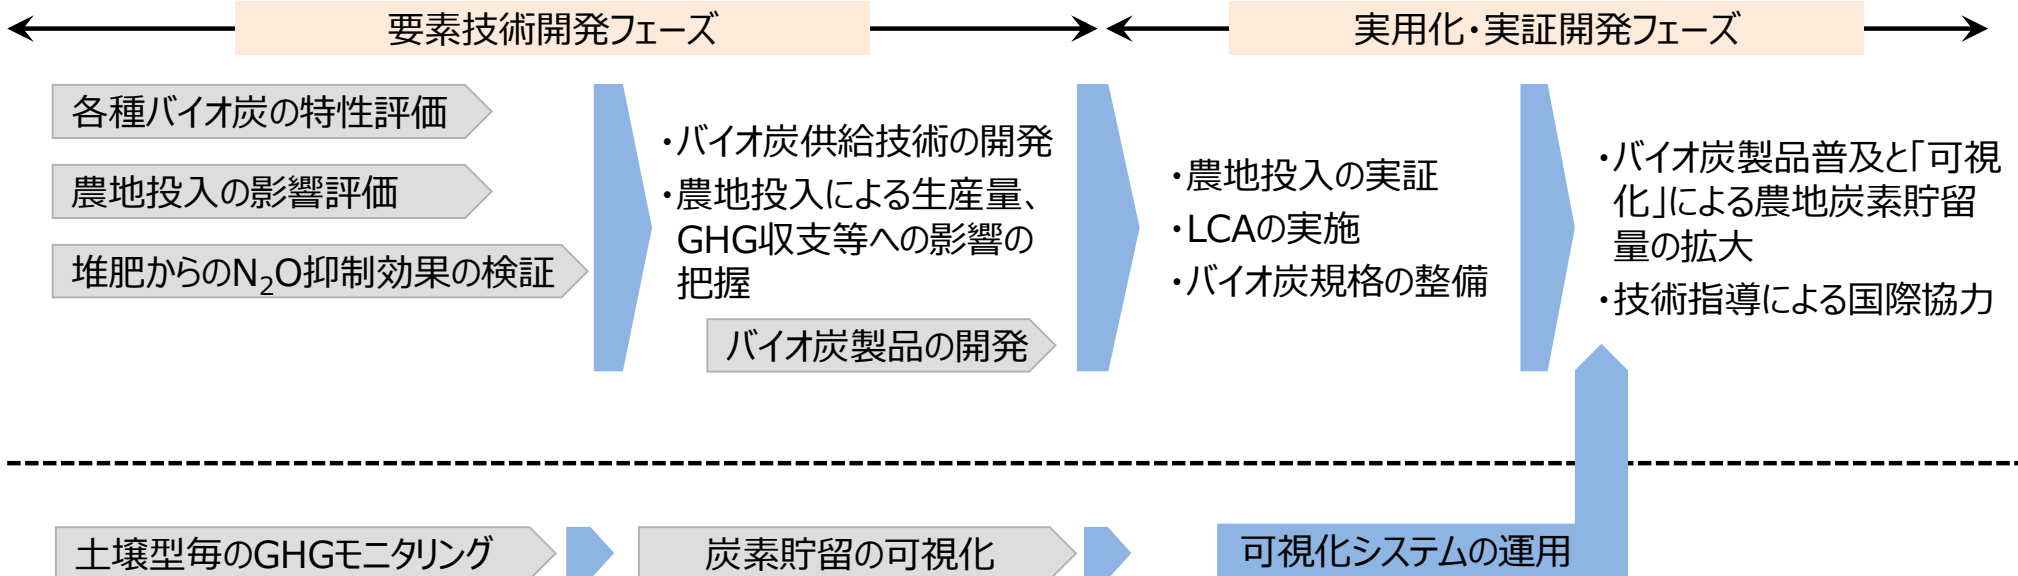 要素技術開発フェーズ
実用化・実証開発フェーズ
各種バイオ炭の特性評価
農地投入の影響評価
堆肥からのN₂O抑制効果の検証
・バイオ炭供給技術の開発
・農地投入による生産量、
GHG収支等への影響の
把握
バイオ炭製品の開発
・農地投入の実証
・LCAの実施
・バイオ炭規格の整備
・バイオ炭製品普及と「可視
化」による農地炭素貯留
量の拡大
・技術指導による国際協力
土壌型毎のGHGモニタリング
炭素貯留の可視化
可視化システムの運用